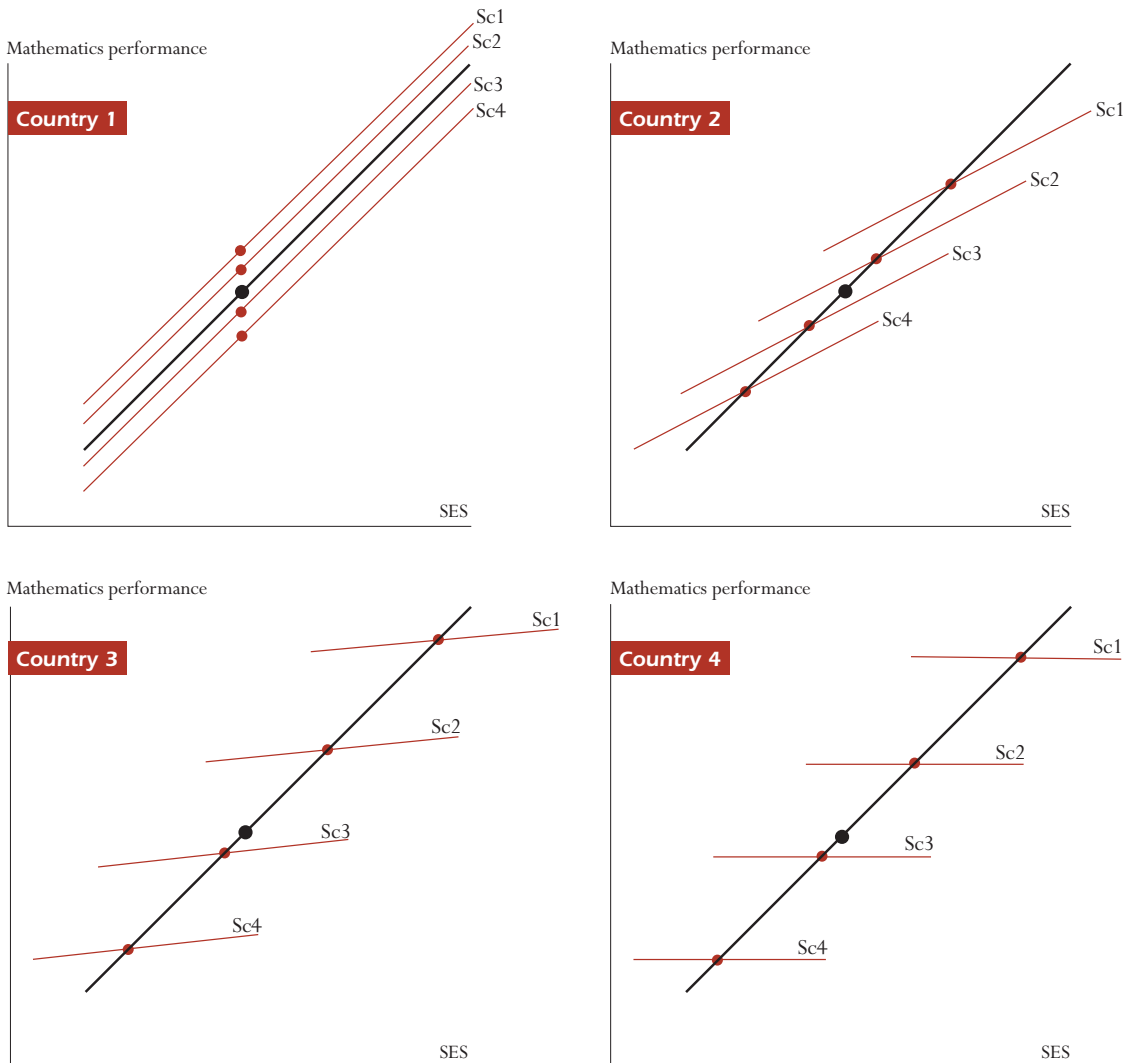 Mathematics performance
Country 1
Sc1
Sc2
Sc3
Sc4
SES
Mathematics performance
Country 2
Sc1
Sc2
Sc3
Sc4
SES
Mathematics performance
Country 3
Sc1
Sc2
Sc3
Sc4
SES
Mathematics performance
Country 4
Sc1
Sc2
Sc3
Sc4
SES